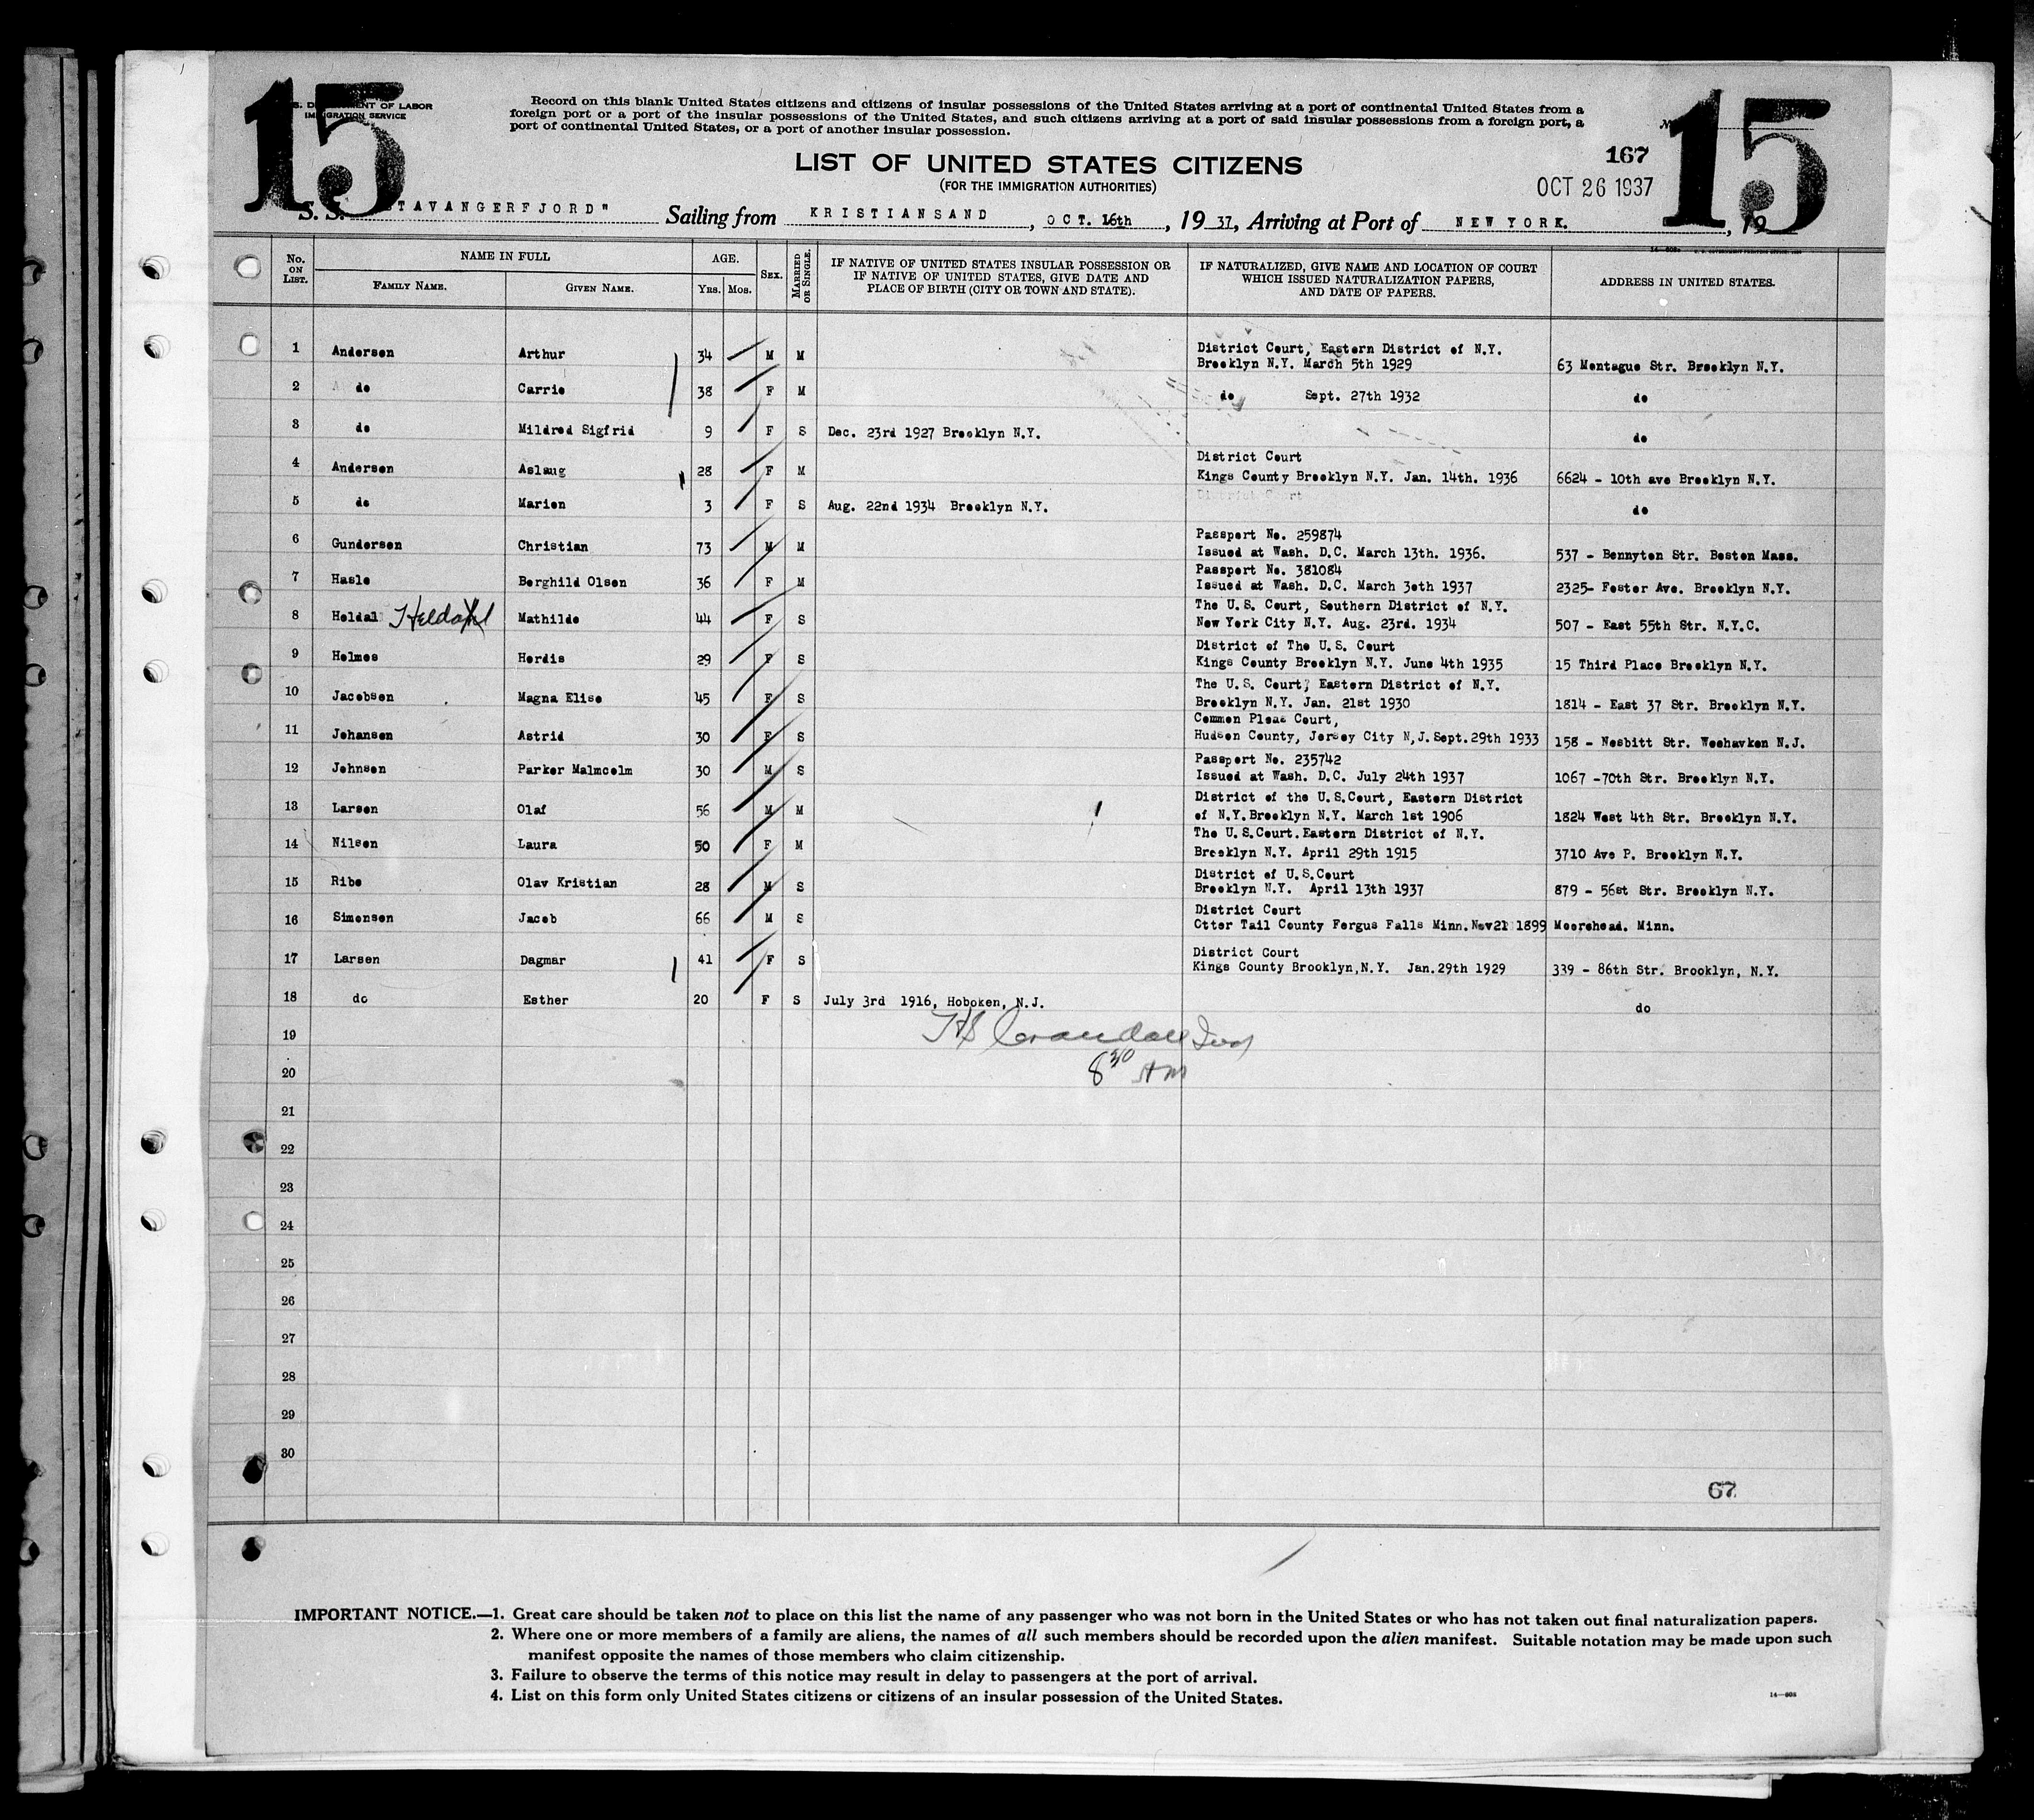 15
15
U.S. DEPARTMENT OF LABOR
IMMIGRATION SERVICE
Record on this blank United States citizens and citizens of insular possessions of the United States arriving at a port of continental United States from a
foreign port or a port of the insular possessions of the United States, and such citizens arriving at a port of said insular possessions from a foreign port, a
port of continental United States, or a port of another insular possession.
LIST OF UNITED STATES CITIZENS
(FOR THE IMMIGRATION AUTHORITIES)
167
OCT 26 1937
S. S. TAVANGERFJORD" Sailing from KRISTIANSAND, OCT. 16th, 19 37, Arriving at Port of NEW YORK., 19
No. ON LIST. NAME IN FULL FAMILY NAME. GIVEN NAME. AGE. YRS. MOS. SEX. MARRIED OR SINGLE. IF NATIVE OF UNITED STATES INSULAR POSSESSION OR IF NATIVE OF UNITED STATES, GIVE DATE AND PLACE OF BIRTH (CITY OR TOWN AND STATE). IF NATURALIZED, GIVE NAME AND LOCATION OF COURT WHICH ISSUED NATURALIZATION PAPERS, AND DATE OF PAPERS. ADDRESS IN UNITED STATES.
1 Andersen Arthur 34 M M District Court, Eastern District of N.Y.
Brooklyn N.Y. March 5th 1929 63 Montague Str. Brooklyn N.Y.
2 do Carrie 38 F M do Sept. 27th 1932 do
3 do Mildred Sigfrid 9 F S Dec. 23rd 1927 Brooklyn N.Y. do
4 Andersen Aslaug 28 F M District Court
Kings County Brooklyn N.Y. Jan. 14th. 1936 6624 - 10th ave Brooklyn N.Y.
5 do Marion 3 F S Aug. 22nd 1934 Brooklyn N.Y. District Court do
6 Gundersen Christian 73 M M Passport No. 259874
Issued at Wash. D.C. March 13th. 1936. 537 - Bennyton Str. Boston Mass.
7 Hasle Berghild Olsen 36 F M Passport No. 381084
Issued at Wash. D.C. March 30th 1937 2325- Foster Ave. Brooklyn N.Y.
8 Heldal Heldahl Mathilde 44 F S The U.S. Court, Southern District of N.Y.
New York City N.Y. Aug. 23rd. 1934 507 - East 55th Str. N.Y.C.
9 Holmes Herdis 29 F S District of The U.S. Court
Kings County Brooklyn N.Y. June 4th 1935 15 Third Place Brooklyn N.Y.
10 Jacobsen Magna Elise 45 F S The U.S. Court, Eastern District of N.Y.
Brooklyn N.Y. Jan. 21st 1930 1814 - East 37 Str. Brooklyn N.Y.
11 Johansen Astrid 30 F S Common Pleas Court,
Hudson County, Jersey City N,J. Sept.29th 1933 158 - Nesbitt Str. Weehavken N.J.
12 Johnsen Parker Malmcolm 30 M S Passport No. 235742
Issued at Wash. D.C. July 24th 1937 1067 -70th Str. Brooklyn N.Y.
13 Larsen Olaf 56 M M District of the U.S.Court, Eastern District
of N.Y.Brooklyn N.Y. March 1st 1906 1824 West 4th Str. Brooklyn N.Y.
14 Nilsen Laura 50 F M The U.S.Court.Eastern District of N.Y.
Brooklyn N.Y. April 29th 1915 3710 Ave P. Brooklyn N.Y.
15 Ribe Olav Kristian 28 M S District of U.S.Court
Brooklyn N.Y. April 13th 1937 879 - 56st Str. Brooklyn N.Y.
16 Simonsen Jacob 66 M S District Court
Otter Tail County Fergus Falls Minn.Nov21 1899 Moorehead. Minn.
17 Larsen Dagmar 41 F S District Court
Kings County Brooklyn,N.Y. Jan.29th 1929 339 - 86th Str. Brooklyn, N.Y.
18 do Esther 20 F S July 3rd 1916, Hoboken, N.J. do
19 Crandall
20 8 30 AM
21
22
23
24
25
26
27
28
29
30
67
IMPORTANT NOTICE.—1. Great care should be taken not to place on this list the name of any passenger who was not born in the United States or who has not taken out final naturalization papers.
2. Where one or more members of a family are aliens, the names of all such members should be recorded upon the alien manifest. Suitable notation may be made upon such
manifest opposite the names of those members who claim citizenship.
3. Failure to observe the terms of this notice may result in delay to passengers at the port of arrival.
4. List on this form only United States citizens or citizens of an insular possession of the United States.
14—608